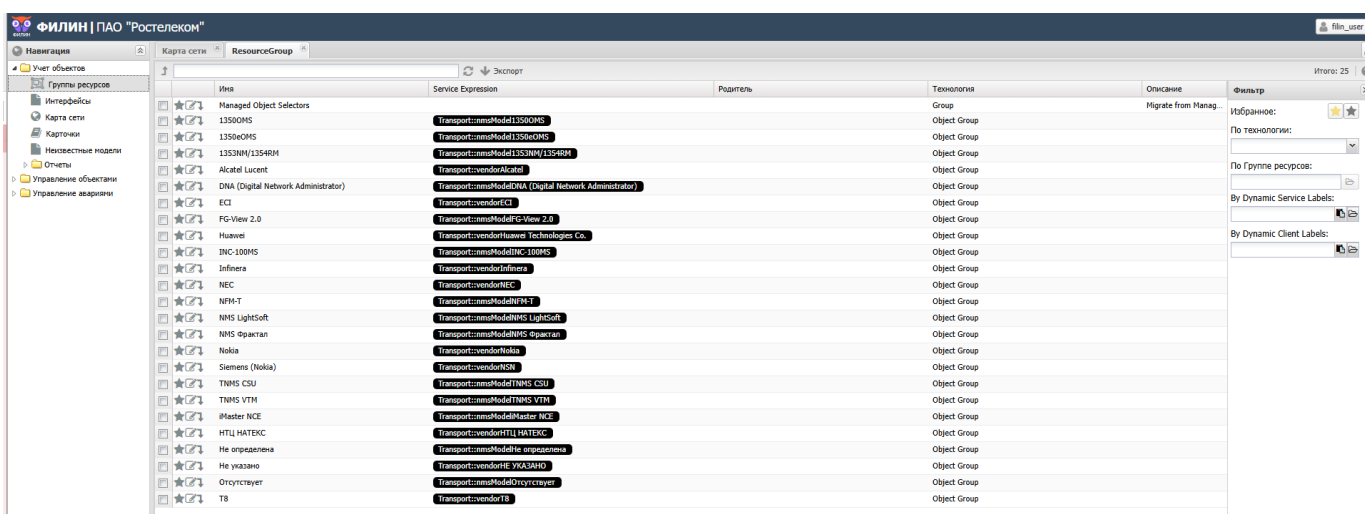 ФИЛИН | ПАО "Ростелеком"
filin_user
Навигация
Карта сети
ResourceGroup
Учет объектов
Группы ресурсов
Интерфейсы
Карта сети
Карточки
Неизвестные модели
Отчеты
Управление объектами
Управление авариями
Экспорт
Итого: 25
Имя Service Expression Родитель Технология Описание
Managed Object Selectors Group Migrate from Manag...
1350OMS Transport::nmsModel1350OMS Object Group
1350eOMS Transport::nmsModel1350eOMS Object Group
1353NM/1354RM Transport::nmsModel1353NM/1354RM Object Group
Alcatel Lucent Transport::vendorAlcatel Object Group
DNA (Digital Network Administrator) Transport::nmsModelDNA (Digital Network Administrator) Object Group
ECI Transport::vendorECI Object Group
FG-View 2.0 Transport::nmsModelFG-View 2.0 Object Group
Huawei Transport::vendorHuawei Technologies Co. Object Group
INC-100MS Transport::nmsModelINC-100MS Object Group
Infinera Transport::vendorInfinera Object Group
NEC Transport::vendorNEC Object Group
NFM-T Transport::nmsModelNFM-T Object Group
NMS LightSoft Transport::nmsModelNMS LightSoft Object Group
NMS Фрактал Transport::nmsModelNMS Фрактал Object Group
Nokia Transport::vendorNokia Object Group
Siemens (Nokia) Transport::vendorNSN Object Group
TNMS CSU Transport::nmsModelTNMS CSU Object Group
TNMS VTM Transport::nmsModelTNMS VTM Object Group
iMaster NCE Transport::nmsModeliMaster NCE Object Group
НТЦ НАТЕКС Transport::vendorНТЦ НАТЕКС Object Group
Не определена Transport::nmsModelНе определена Object Group
Не указано Transport::vendorНЕ УКАЗАНО Object Group
Отсутствует Transport::nmsModelОтсутствует Object Group
Т8 Transport::vendorТ8 Object Group
Фильтр
Избранное:
По технологии:
По Группе ресурсов:
By Dynamic Service Labels:
By Dynamic Client Labels: